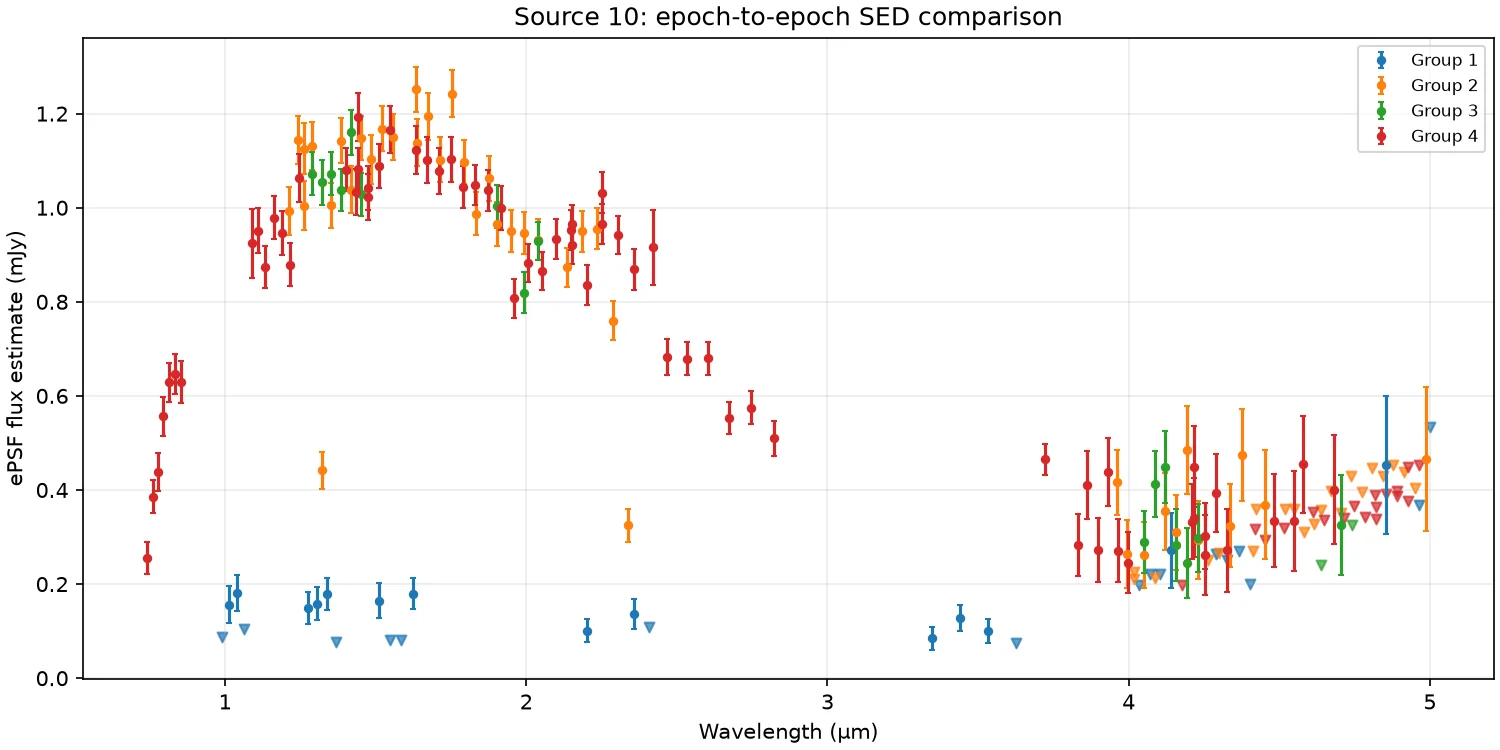 Source 10: epoch-to-epoch SED comparison
ePSF flux estimate (mJy)
1.2
1.0
0.8
0.6
0.4
0.2
0.0
1 2 3 4 5
Wavelength (µm)
Group 1
Group 2
Group 3
Group 4